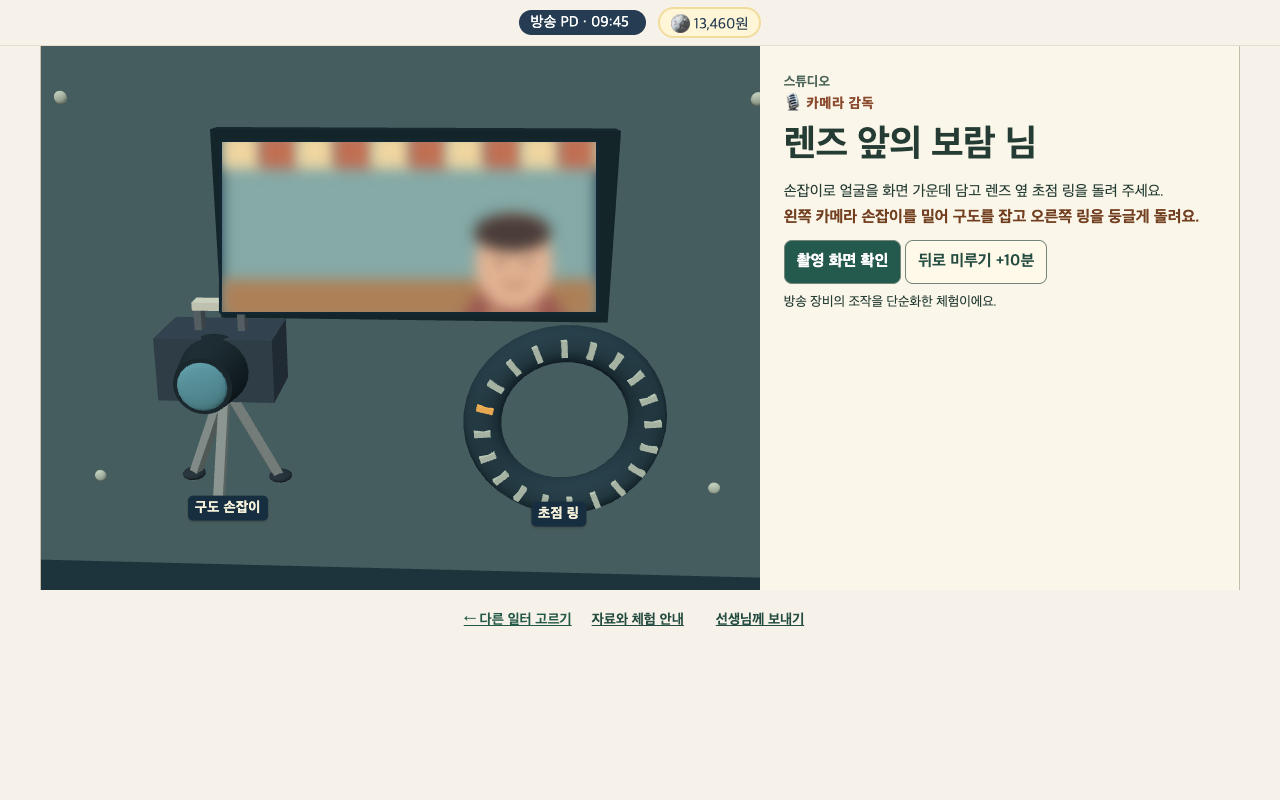 방송 PD · 09:45
13,460원
스튜디오
카메라 감독
렌즈 앞의 보람 님
손잡이로 얼굴을 화면 가운데 담고 렌즈 옆 초점 링을 돌려 주세요.
왼쪽 카메라 손잡이를 밀어 구도를 잡고 오른쪽 링을 둥글게 돌려요.
촬영 화면 확인
뒤로 미루기 +10분
방송 장비의 조작을 단순화한 체험이에요.
구도 손잡이
초점 링
← 다른 일터 고르기
자료와 체험 안내
선생님께 보내기